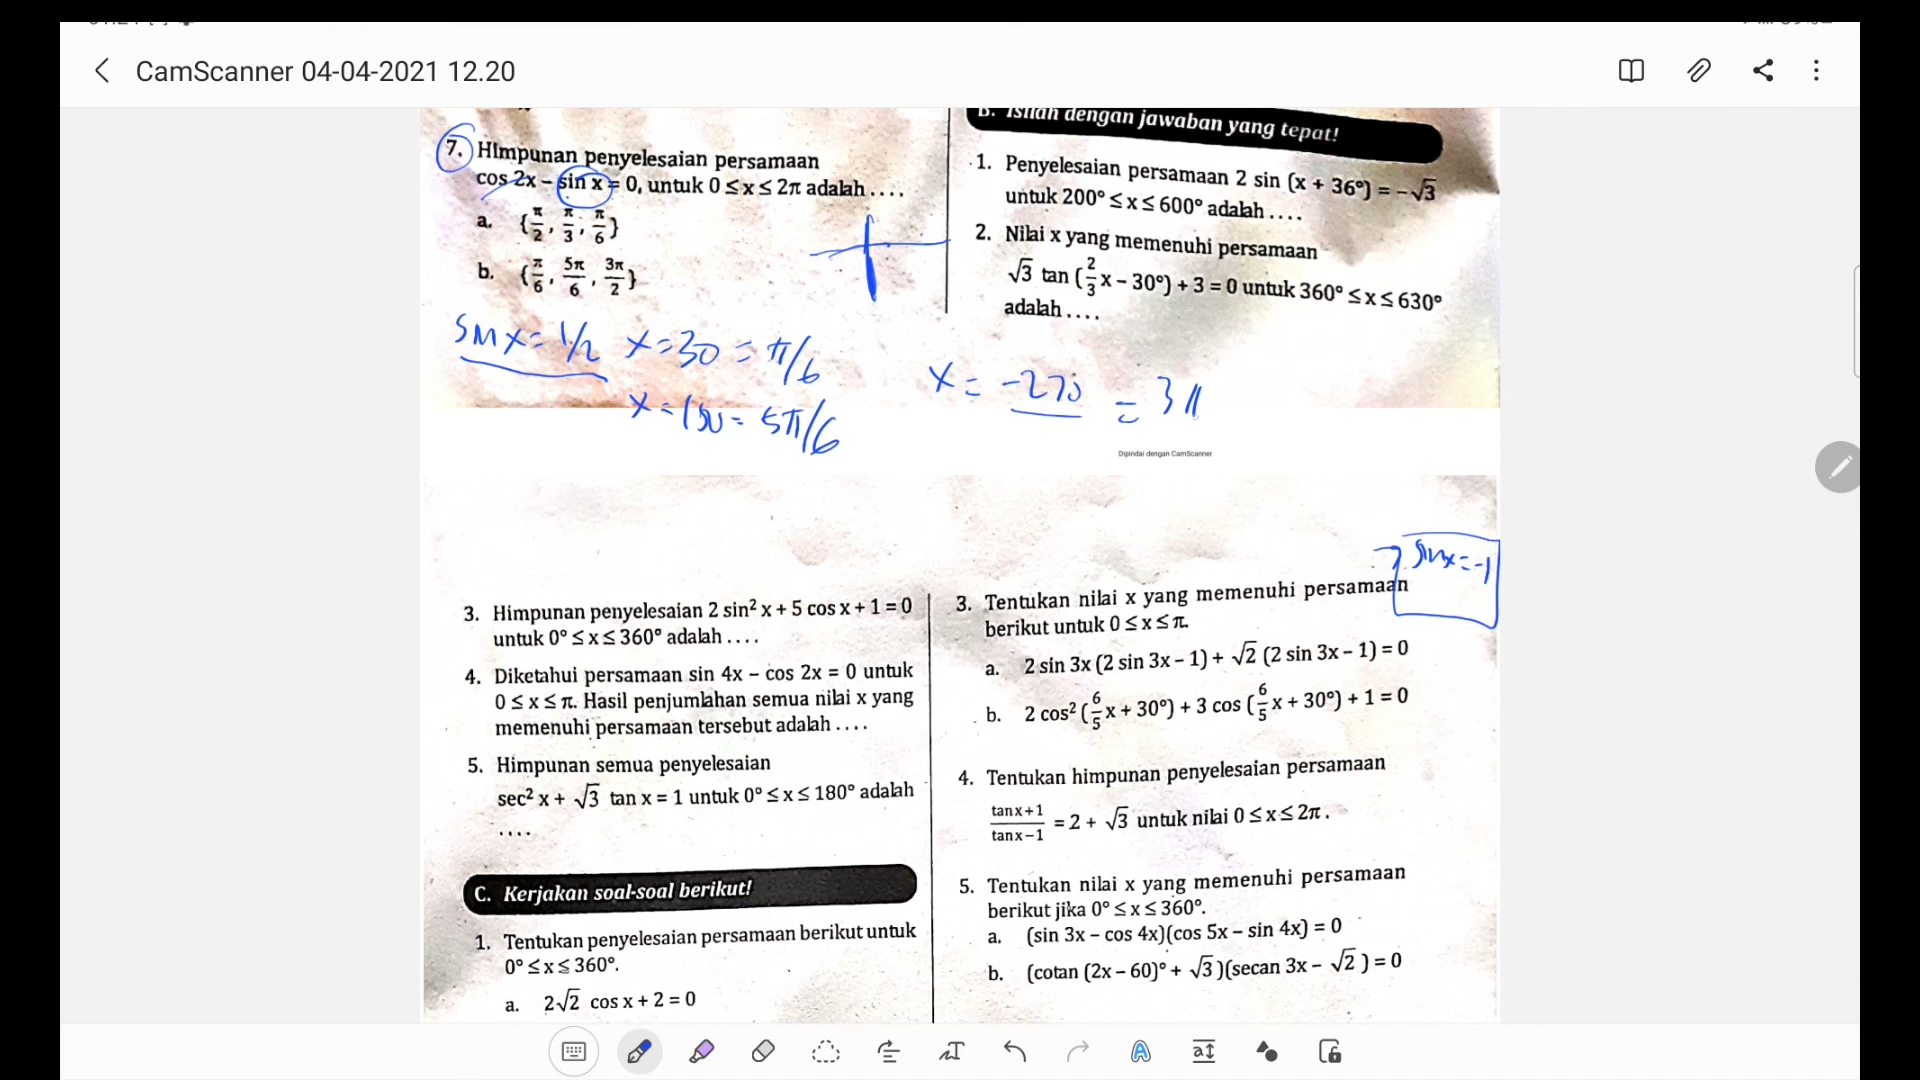 CamScanner 04-04-2021 12.20
7. Himpunan penyelesaian persamaan
cos 2x – sin x = 0, untuk 0 ≤ x ≤ 2π adalah . . . .
a. {π/2, π/3, π/6}
b. {π/6, 5π/6, 3π/2}
sin x = 1/2 x = 30 = π/6
x = 150 = 5π/6
B. Isilah dengan jawaban yang tepat!
1. Penyelesaian persamaan 2 sin (x + 36°) = –√3
untuk 200° ≤ x ≤ 600° adalah . . . .
2. Nilai x yang memenuhi persamaan
√3 tan (2/3 x – 30°) + 3 = 0 untuk 360° ≤ x ≤ 630°
adalah . . . .
x = -270 = 3π
Dipindai dengan CamScanner
3. Himpunan penyelesaian 2 sin² x + 5 cos x + 1 = 0
untuk 0° ≤ x ≤ 360° adalah . . . .
4. Diketahui persamaan sin 4x – cos 2x = 0 untuk
0 ≤ x ≤ π. Hasil penjumlahan semua nilai x yang
memenuhi persamaan tersebut adalah . . . .
5. Himpunan semua penyelesaian
sec² x + √3 tan x = 1 untuk 0° ≤ x ≤ 180° adalah
. . . .
C. Kerjakan soal-soal berikut!
1. Tentukan penyelesaian persamaan berikut untuk
0° ≤ x ≤ 360°.
a. 2√2 cos x + 2 = 0
sin x = -1
3. Tentukan nilai x yang memenuhi persamaan
berikut untuk 0 ≤ x ≤ π.
a. 2 sin 3x (2 sin 3x – 1) + √2 (2 sin 3x – 1) = 0
b. 2 cos² (6/5 x + 30°) + 3 cos (6/5 x + 30°) + 1 = 0
4. Tentukan himpunan penyelesaian persamaan
tan x + 1 / tan x – 1 = 2 + √3 untuk nilai 0 ≤ x ≤ 2π .
5. Tentukan nilai x yang memenuhi persamaan
berikut jika 0° ≤ x ≤ 360°.
a. (sin 3x – cos 4x)(cos 5x – sin 4x) = 0
b. (cotan (2x – 60)° + √3 )(secan 3x – √2 ) = 0